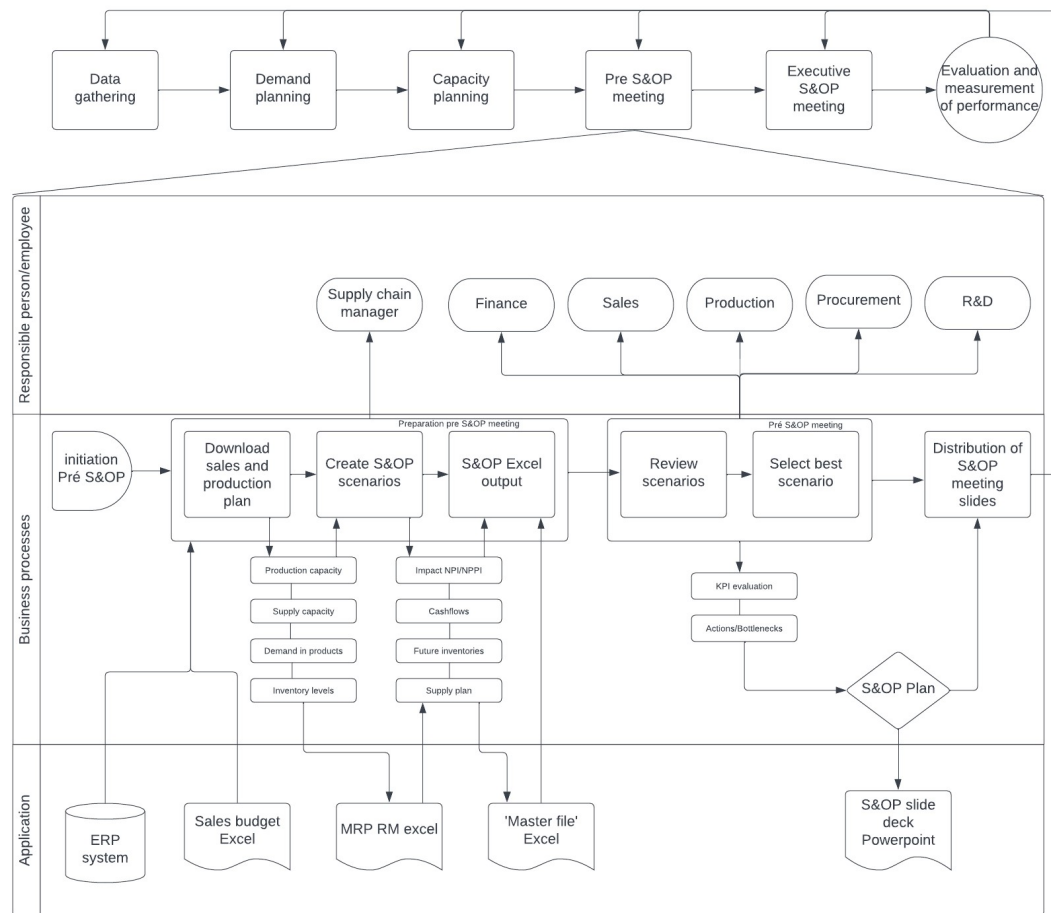 Data
gathering
Demand
planning
Capacity
planning
Pre S&OP
meeting
Executive
S&OP
meeting
Evaluation and
measurement
of performance
Responsible person/employee
Supply chain
manager
Finance
Sales
Production
Procurement
R&D
Business processes
initiation
Pré S&OP
Preparation pre S&OP meeting
Download
sales and
production
plan
Create S&OP
scenarios
S&OP Excel
output
Pré S&OP meeting
Review
scenarios
Select best
scenario
Distribution of
S&OP
meeting
slides
Production capacity
Supply capacity
Demand in products
Inventory levels
Impact NPI/NPPI
Cashflows
Future inventories
Supply plan
KPI evaluation
Actions/Bottlenecks
S&OP Plan
Application
ERP
system
Sales budget
Excel
MRP RM excel
'Master file'
Excel
S&OP slide
deck
Powerpoint